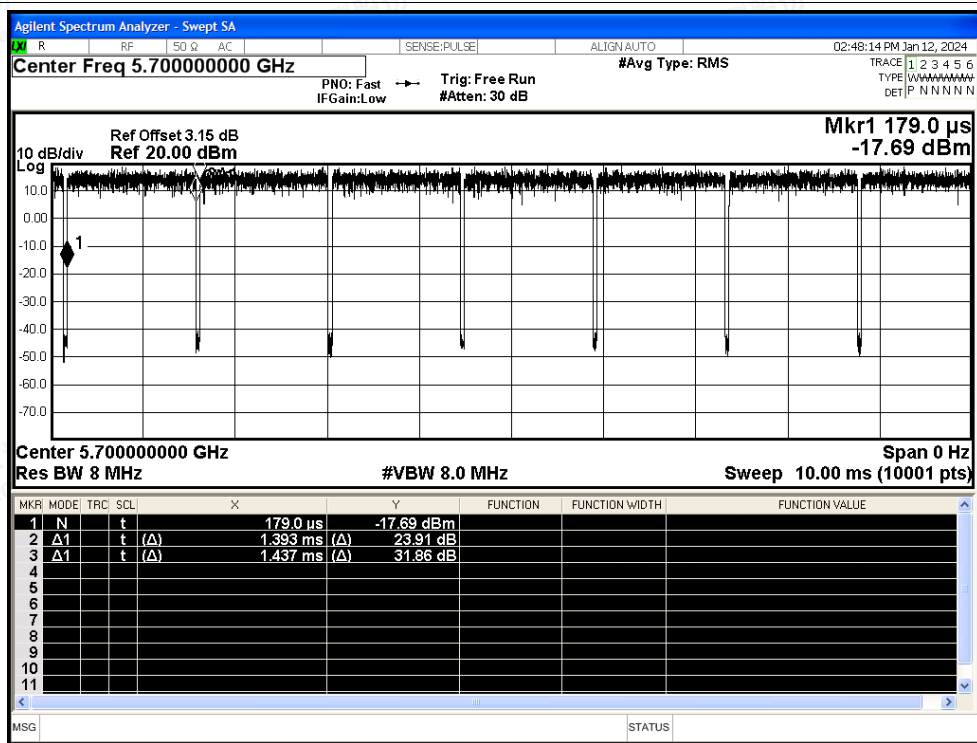 Agilent Spectrum Analyzer - Swept SA
LXI R RF 50 Ω AC SENSE:PULSE ALIGN AUTO 02:48:14 PM Jan 12, 2024
Center Freq 5.700000000 GHz
PNO: Fast
IFGain:Low
Trig: Free Run
#Atten: 30 dB
#Avg Type: RMS
TRACE 1 2 3 4 5 6
TYPE WWWWWW
DET P N N N N N
Mkr1 179.0 µs
-17.69 dBm
Ref Offset 3.15 dB
10 dB/div Ref 20.00 dBm
Log
10.0
0.00
-10.0
1
-20.0
-30.0
-40.0
-50.0
-60.0
-70.0
Center 5.700000000 GHz Span 0 Hz
Res BW 8 MHz #VBW 8.0 MHz Sweep 10.00 ms (10001 pts)
MKR MODE TRC SCL X Y FUNCTION FUNCTION WIDTH FUNCTION VALUE
1 N t 179.0 µs -17.69 dBm
2 Δ1 t (Δ) 1.393 ms (Δ) 23.91 dB
3 Δ1 t (Δ) 1.437 ms (Δ) 31.86 dB
4
5
6
7
8
9
10
11
MSG STATUS